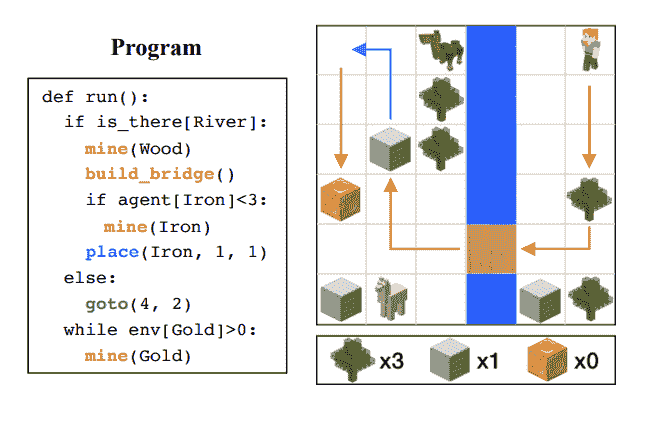 Program
def run():
if is_there[River]:
mine(Wood)
build_bridge()
if agent[Iron]<3:
mine(Iron)
place(Iron, 1, 1)
else:
goto(4, 2)
while env[Gold]>0:
mine(Gold)
x3 x1 x0